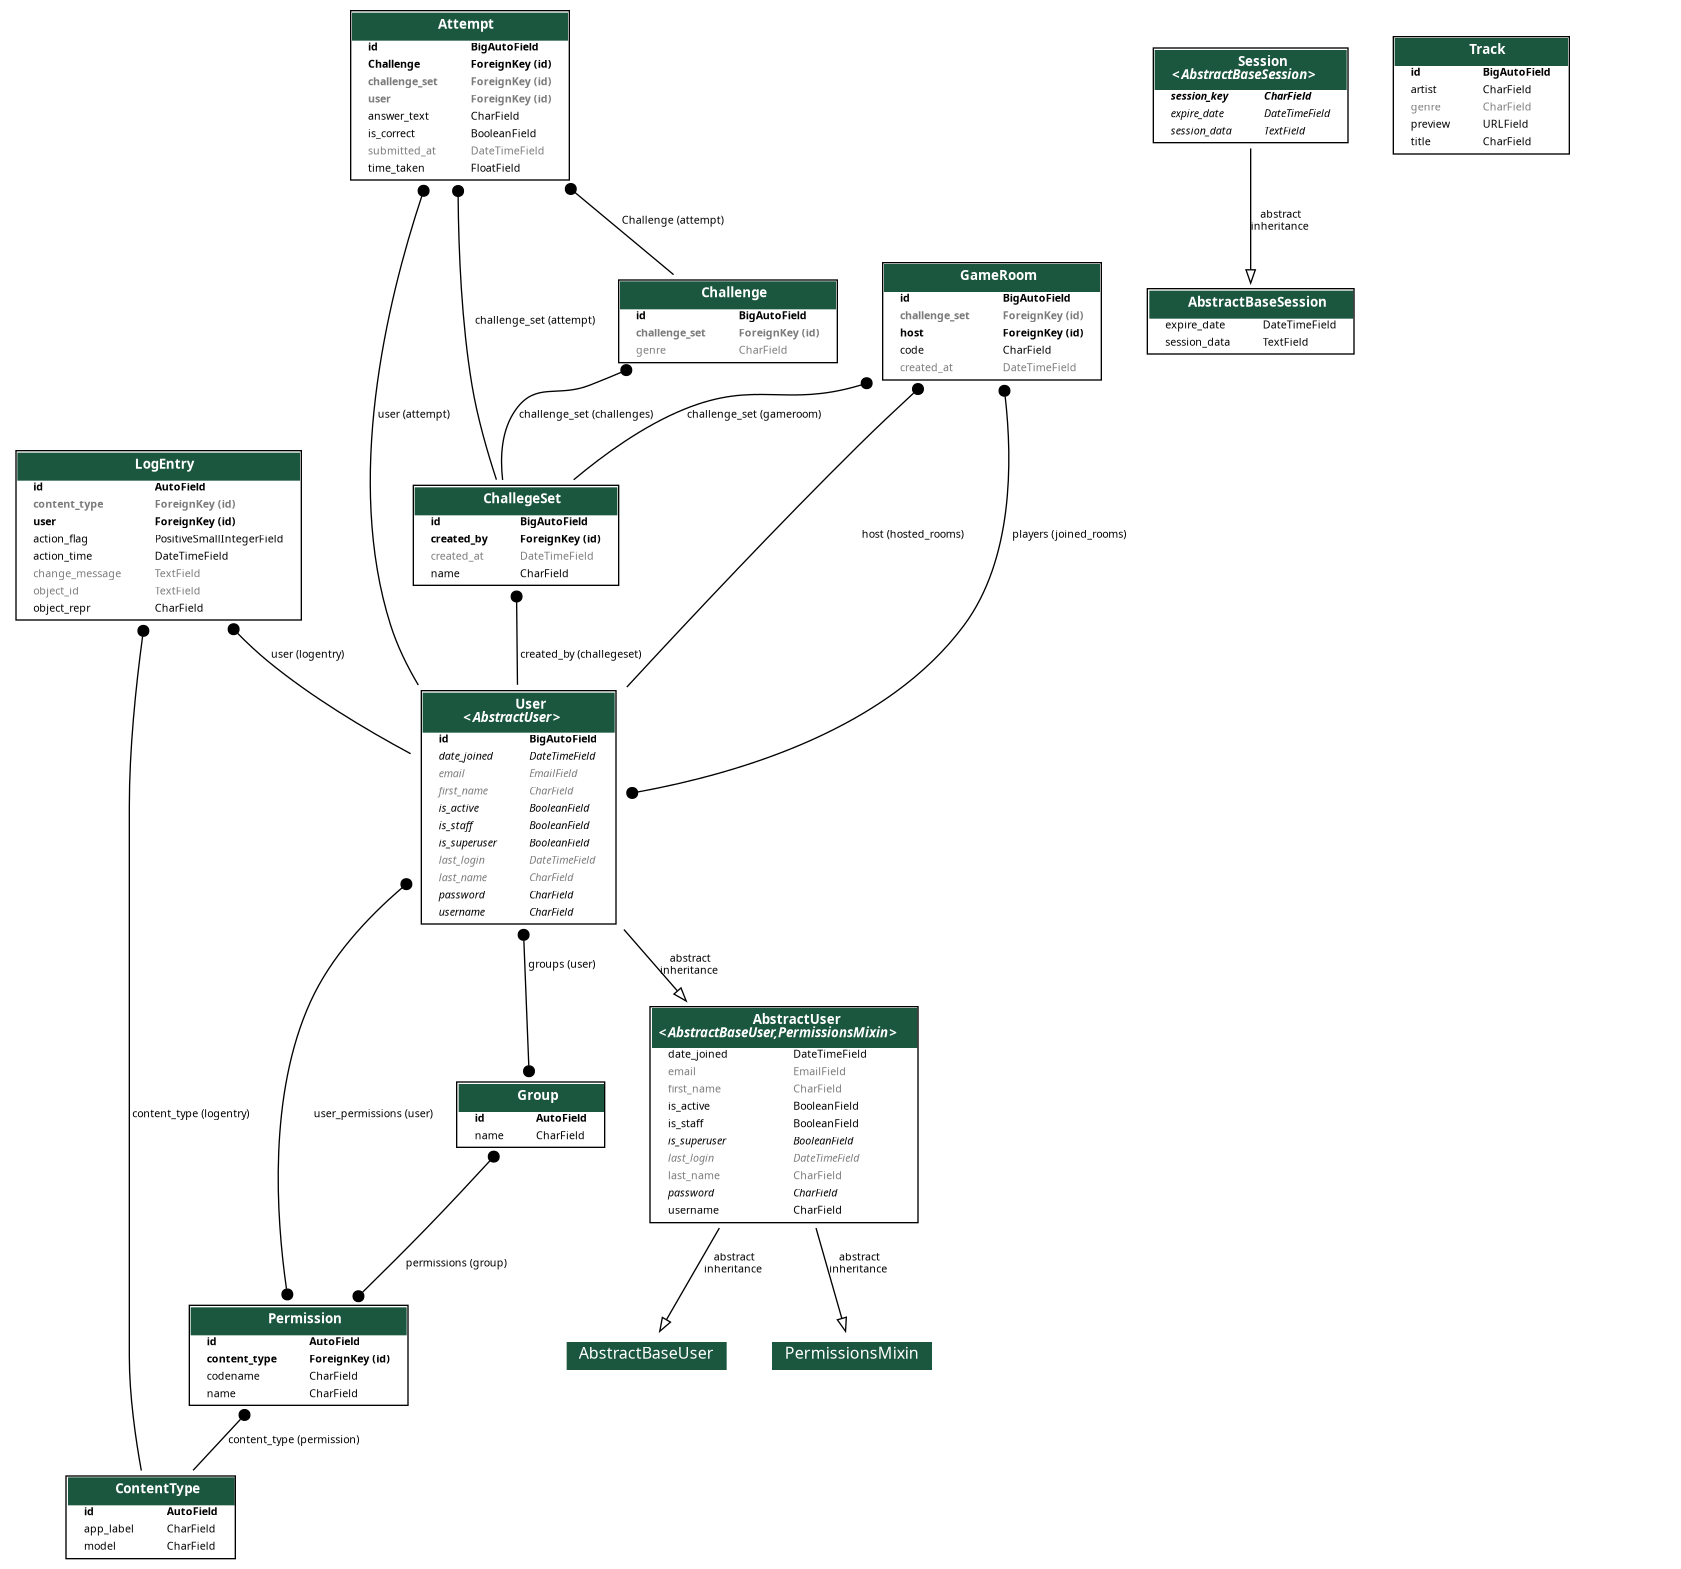 Attempt
id BigAutoField
Challenge ForeignKey (id)
challenge_set ForeignKey (id)
user ForeignKey (id)
answer_text CharField
is_correct BooleanField
submitted_at DateTimeField
time_taken FloatField
Session
<AbstractBaseSession>
session_key CharField
expire_date DateTimeField
session_data TextField
Track
id BigAutoField
artist CharField
genre CharField
preview URLField
title CharField
Challenge (attempt)
abstract
inheritance
Challenge
id BigAutoField
challenge_set ForeignKey (id)
genre CharField
GameRoom
id BigAutoField
challenge_set ForeignKey (id)
host ForeignKey (id)
code CharField
created_at DateTimeField
AbstractBaseSession
expire_date DateTimeField
session_data TextField
challenge_set (attempt)
user (attempt)
challenge_set (challenges)
challenge_set (gameroom)
LogEntry
id AutoField
content_type ForeignKey (id)
user ForeignKey (id)
action_flag PositiveSmallIntegerField
action_time DateTimeField
change_message TextField
object_id TextField
object_repr CharField
ChallegeSet
id BigAutoField
created_by ForeignKey (id)
created_at DateTimeField
name CharField
host (hosted_rooms)
players (joined_rooms)
user (logentry)
created_by (challegeset)
User
<AbstractUser>
id BigAutoField
date_joined DateTimeField
email EmailField
first_name CharField
is_active BooleanField
is_staff BooleanField
is_superuser BooleanField
last_login DateTimeField
last_name CharField
password CharField
username CharField
groups (user)
abstract
inheritance
AbstractUser
<AbstractBaseUser,PermissionsMixin>
date_joined DateTimeField
email EmailField
first_name CharField
is_active BooleanField
is_staff BooleanField
is_superuser BooleanField
last_login DateTimeField
last_name CharField
password CharField
username CharField
content_type (logentry)
user_permissions (user)
Group
id AutoField
name CharField
permissions (group)
abstract
inheritance
abstract
inheritance
Permission
id AutoField
content_type ForeignKey (id)
codename CharField
name CharField
AbstractBaseUser
PermissionsMixin
content_type (permission)
ContentType
id AutoField
app_label CharField
model CharField